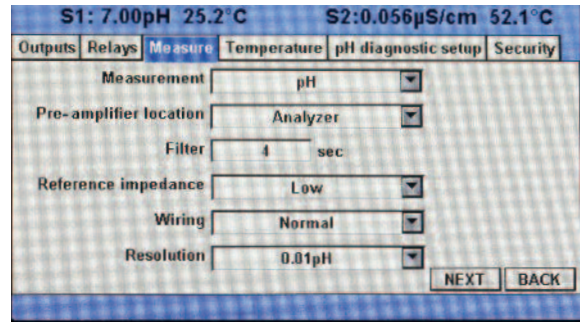 S1: 7.00pH 25.2°C S2:0.056µS/cm 52.1°C
Outputs Relays Measure Temperature pH diagnostic setup Security
Measurement pH
Pre-amplifier location Analyzer
Filter 4 sec
Reference impedance Low
Wiring Normal
Resolution 0.01pH
NEXT BACK